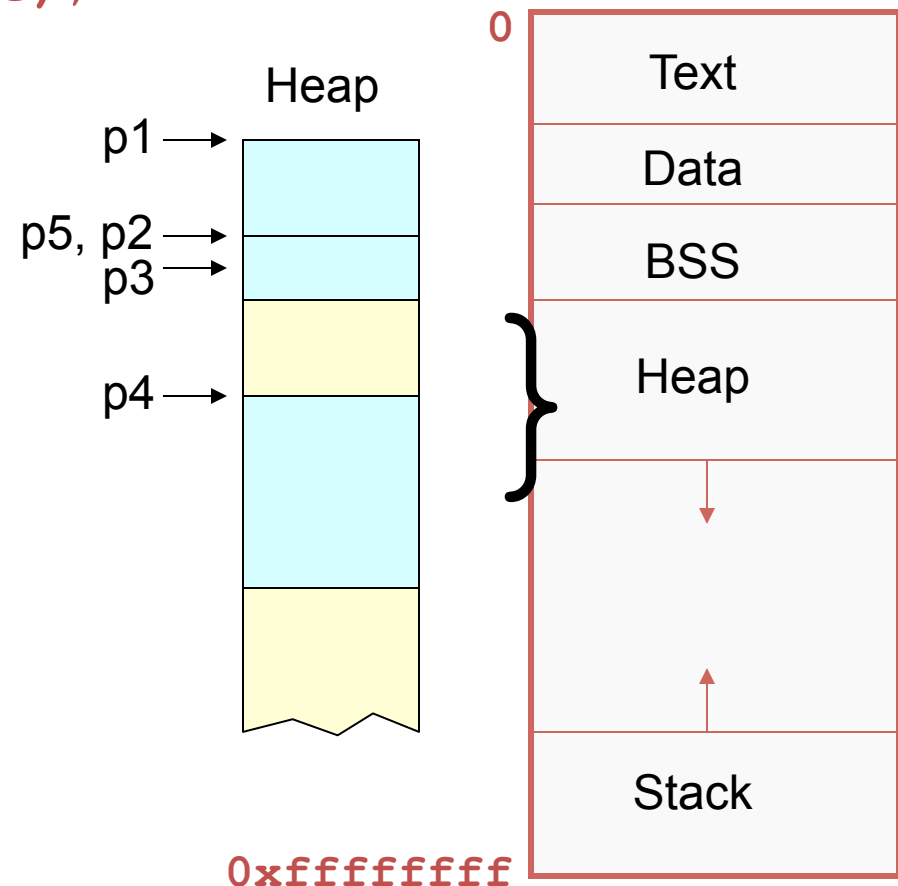 0
Text
Heap
p1
Data
p5, p2
BSS
p3
Heap
p4
Stack
0xffffffff